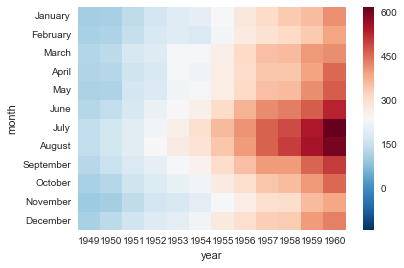 January
February
March
April
May
June
July
August
September
October
November
December
month
1949 1950 1951 1952 1953 1954 1955 1956 1957 1958 1959 1960
year
600
450
300
150
0